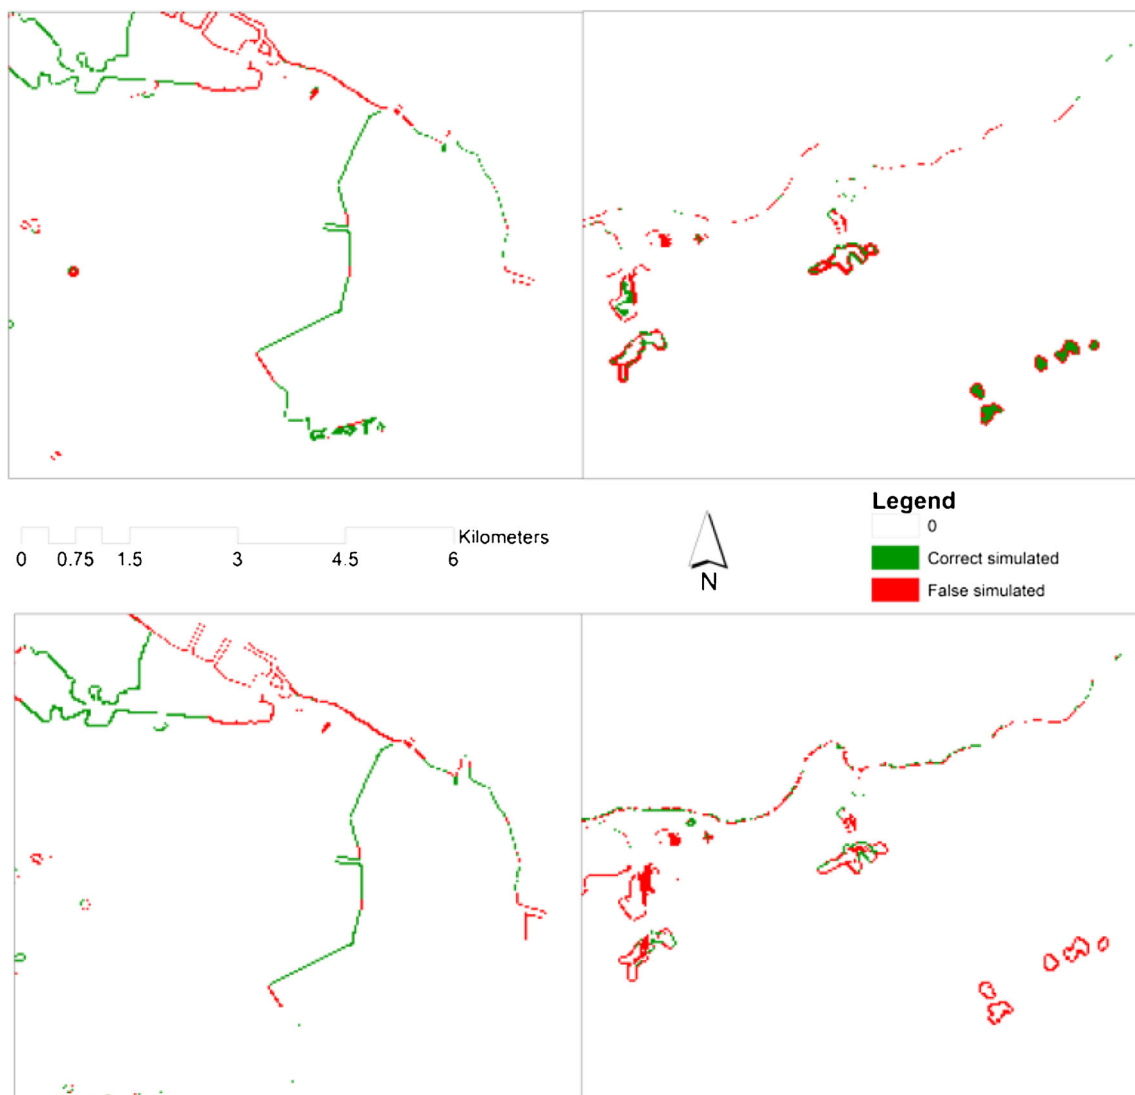 Kilometers
0 0.75 1.5 3 4.5 6
N
Legend
0
Correct simulated
False simulated